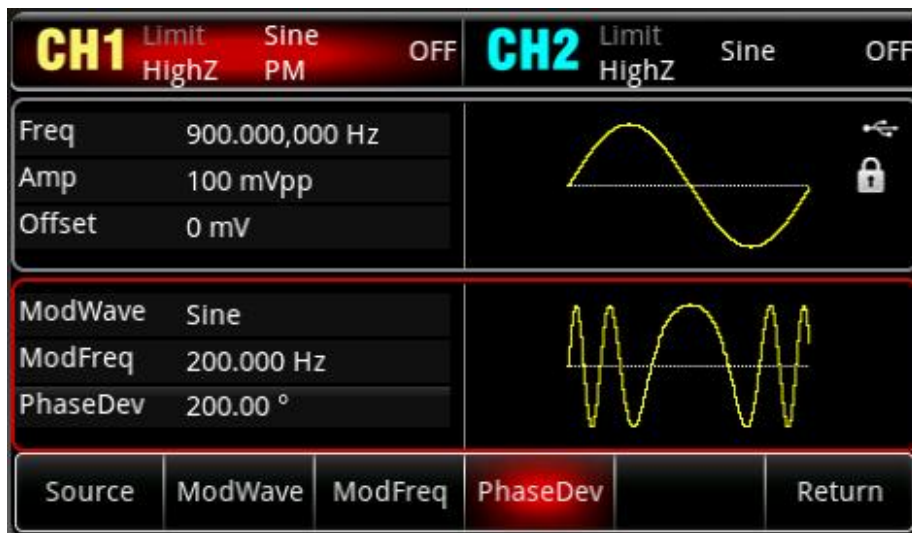 CH1 Limit Sine OFF CH2 Limit Sine OFF
HighZ PM HighZ
Freq 900.000,000 Hz
Amp 100 mVpp
Offset 0 mV
ModWave Sine
ModFreq 200.000 Hz
PhaseDev 200.00 °
Source ModWave ModFreq PhaseDev Return